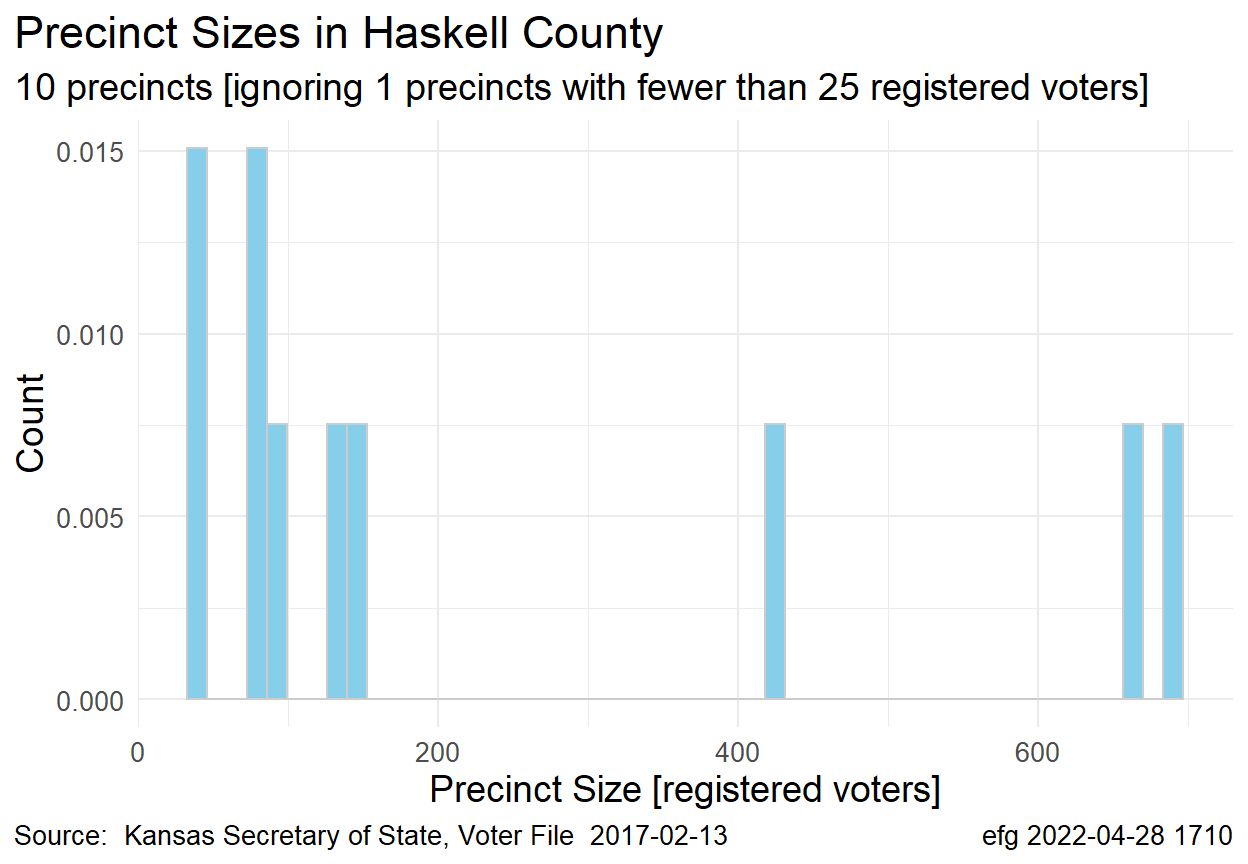 Precinct Sizes in Haskell County
10 precincts [ignoring 1 precincts with fewer than 25 registered voters]
0.015
0.010
0.005
0.000
Count
0 200 400 600
Precinct Size [registered voters]
Source:  Kansas Secretary of State, Voter File  2017-02-13
efg 2022-04-28 1710